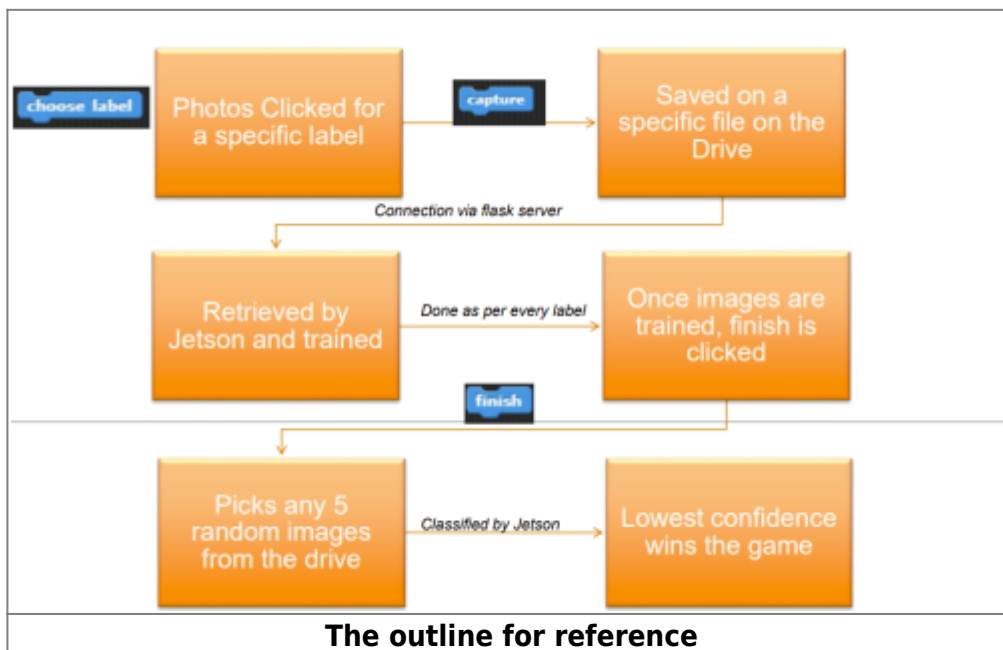 choose label
Photos Clicked for
a specific label
capture
Saved on a
specific file on the
Drive
Connection via flask server
Retrieved by
Jetson and trained
Done as per every label
Once images are
trained, finish is
clicked
finish
Picks any 5
random images
from the drive
Classified by Jetson
Lowest confidence
wins the game
The outline for reference